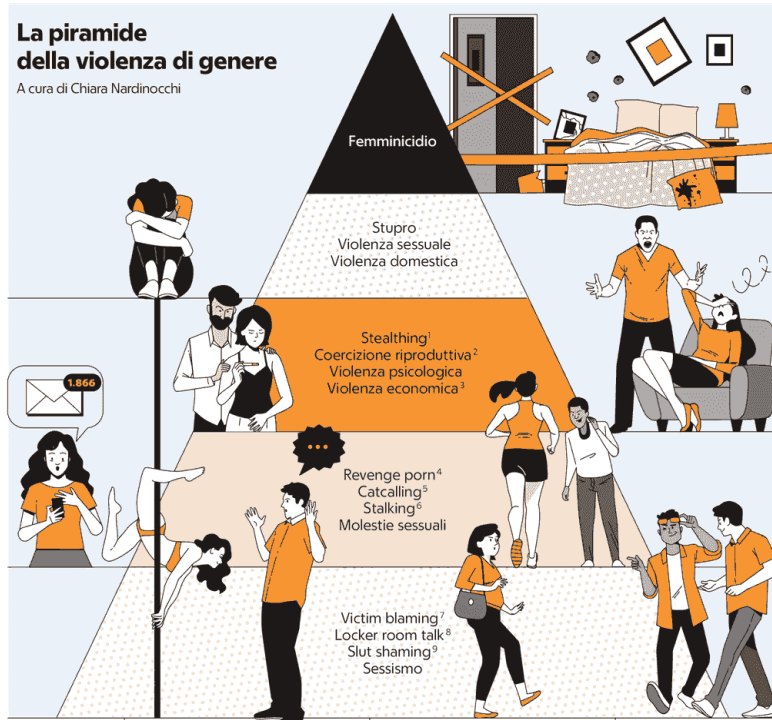 La piramide
della violenza di genere
A cura di Chiara Nardinocchi
Femminicidio
Stupro
Violenza sessuale
Violenza domestica
Stealthing¹
Coercizione riproduttiva²
Violenza psicologica
Violenza economica³
1.866
Revenge porn⁴
Catcalling⁵
Stalking⁶
Molestie sessuali
Victim blaming⁷
Locker room talk⁸
Slut shaming⁹
Sessismo